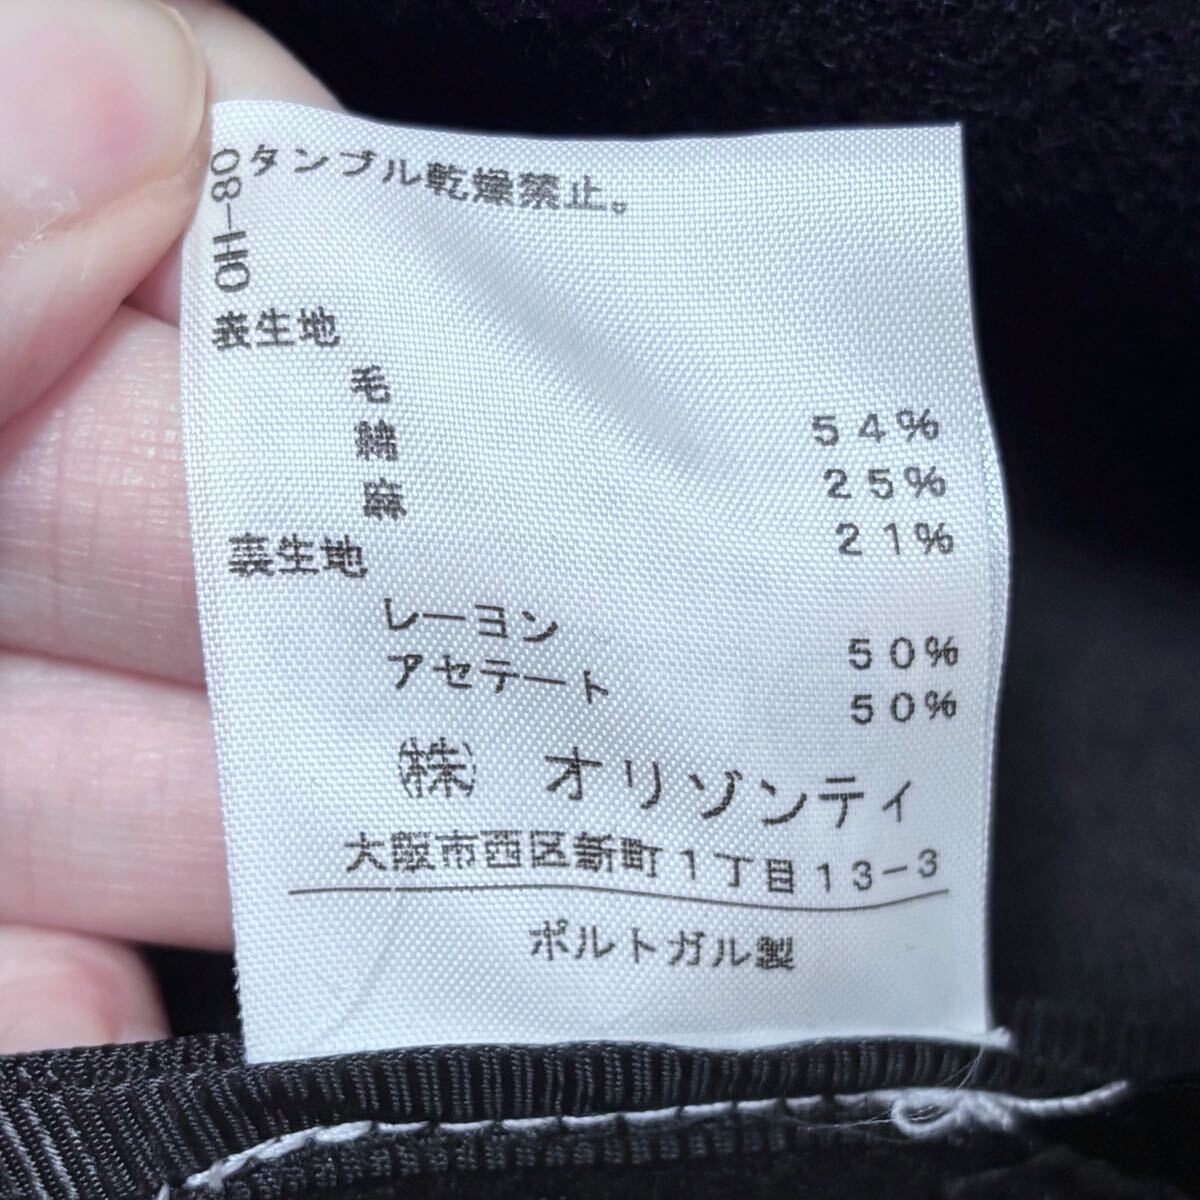 タンブル乾燥禁止。
08-HO
表生地
毛 54%
綿 25%
麻 21%
裏生地
レーヨン 50%
アセテート 50%
(株) オリゾンティ
大阪市西区新町1丁目13-3
ポルトガル製